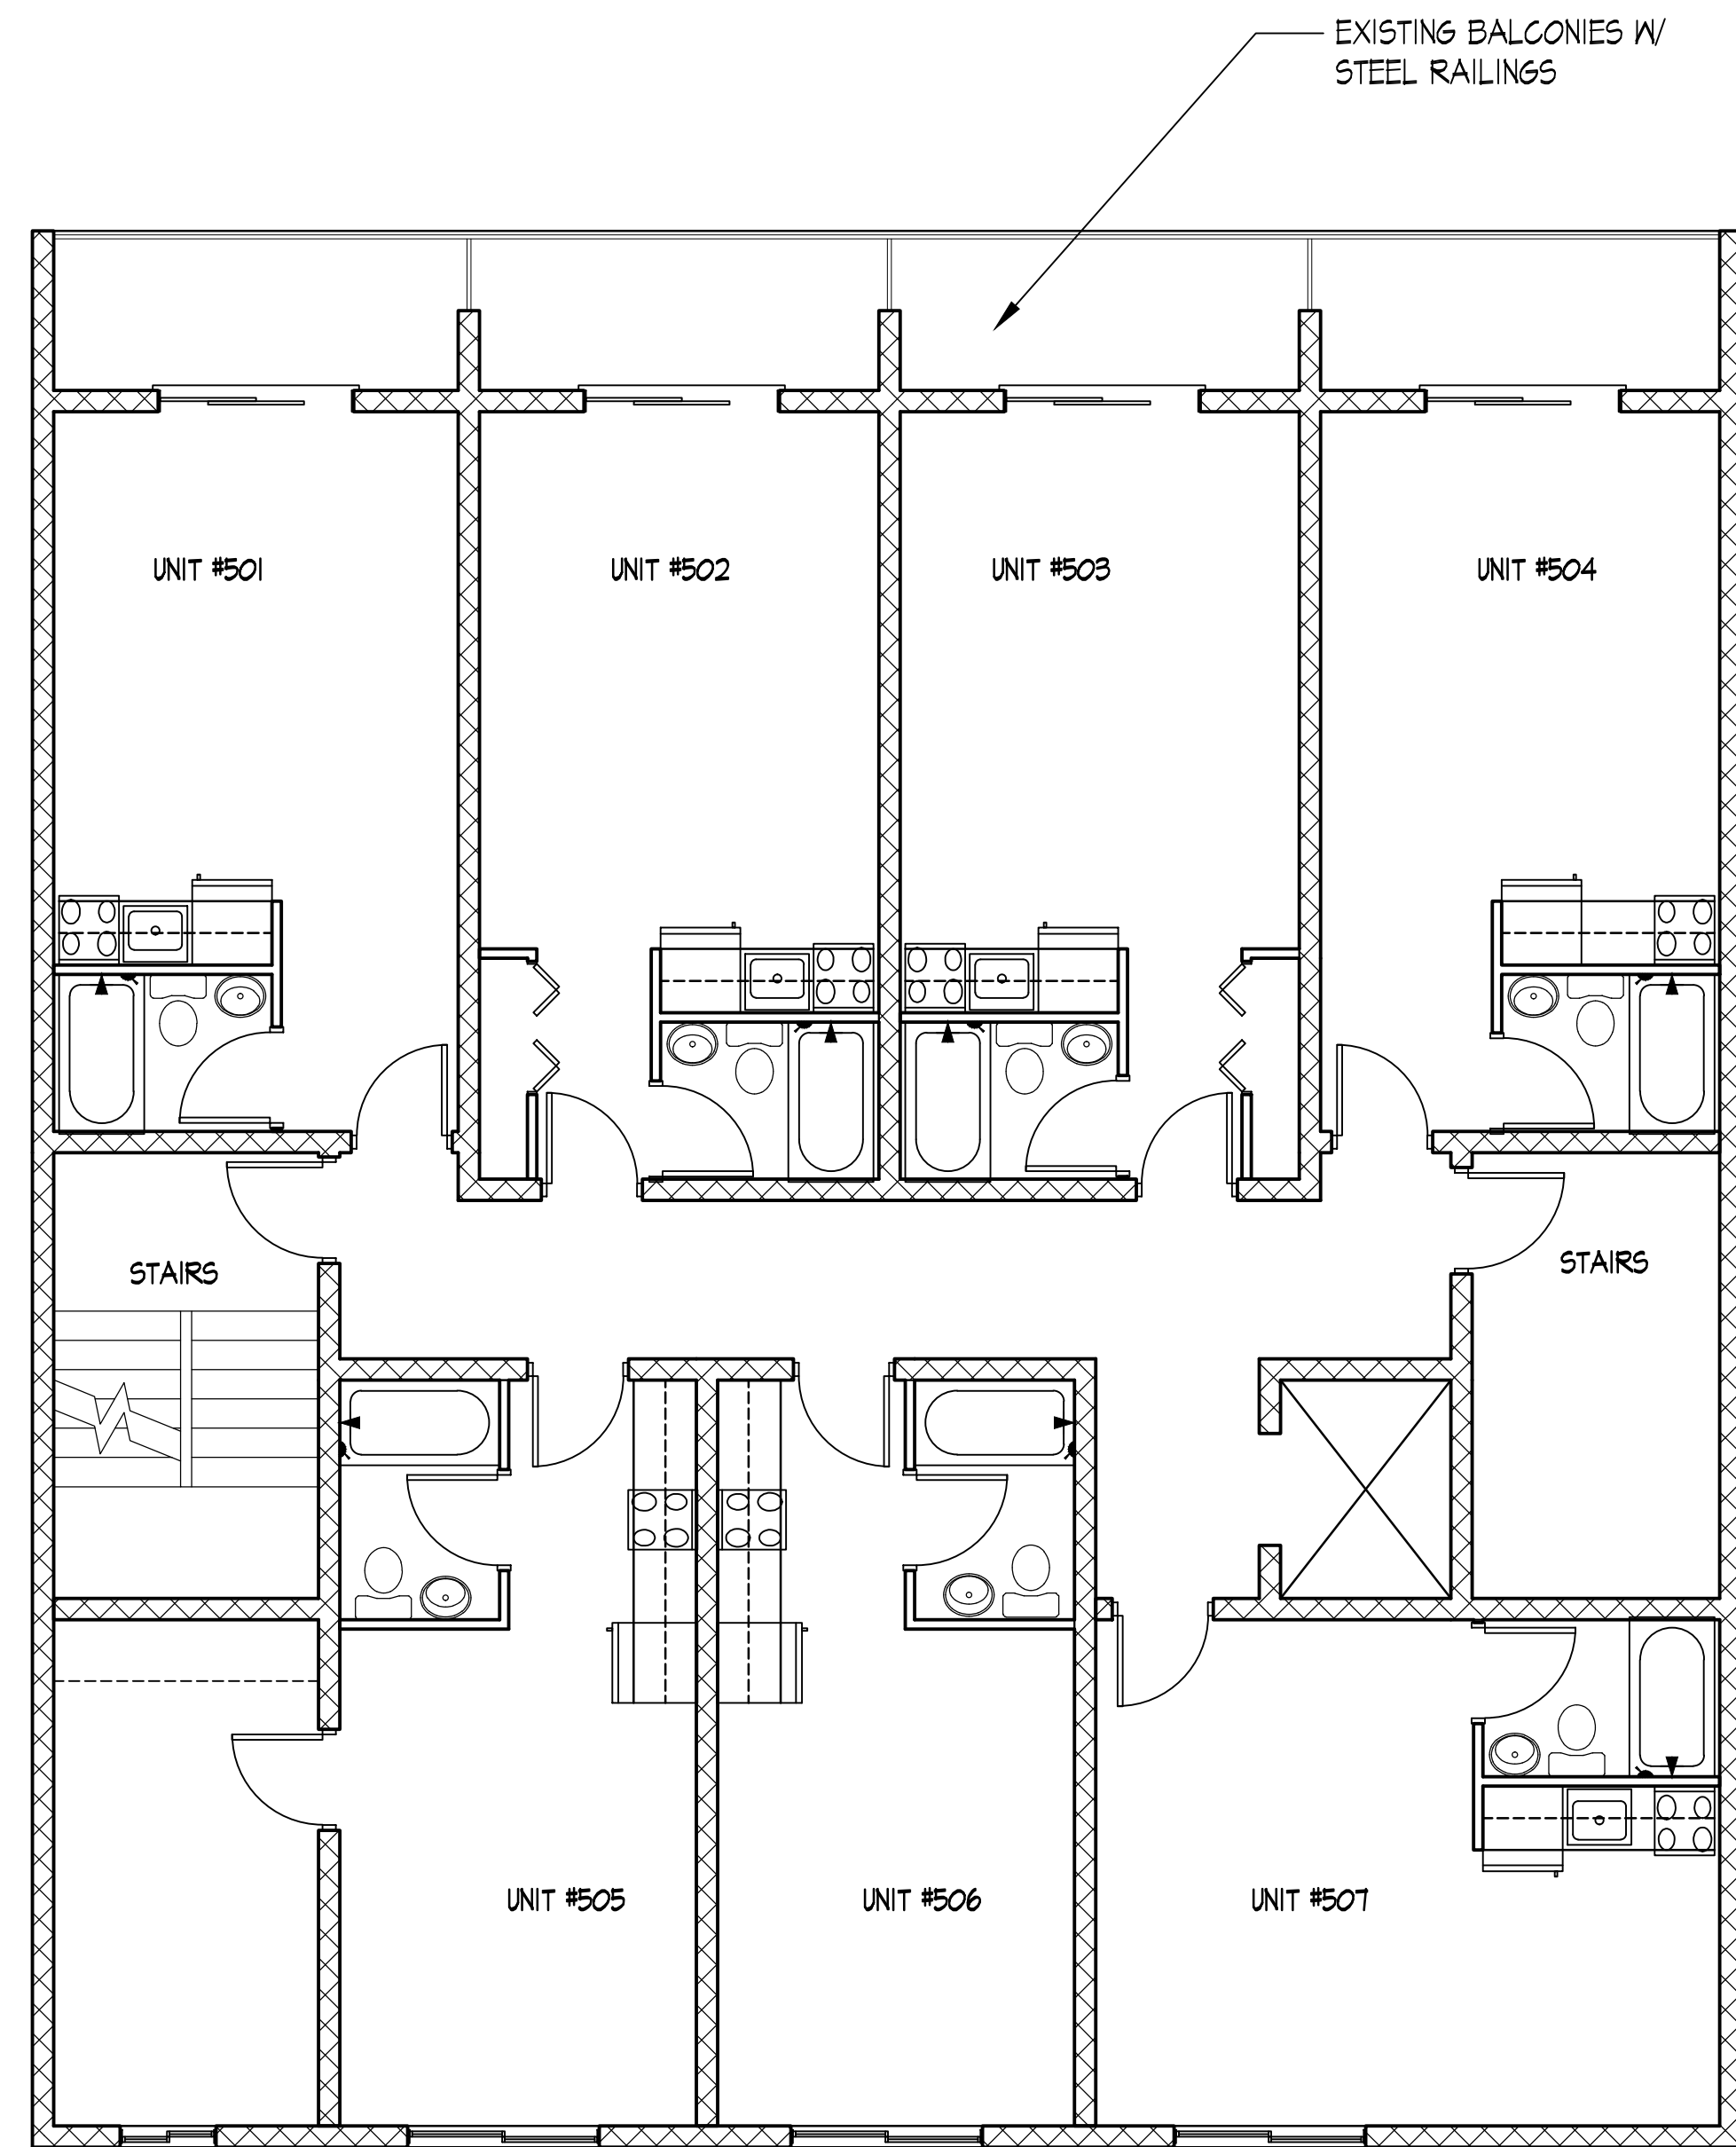 EXISTING BALCONIES W/
STEEL RAILINGS
UNIT #501
UNIT #502
UNIT #503
UNIT #504
STAIRS
STAIRS
UNIT #505
UNIT #506
UNIT #507